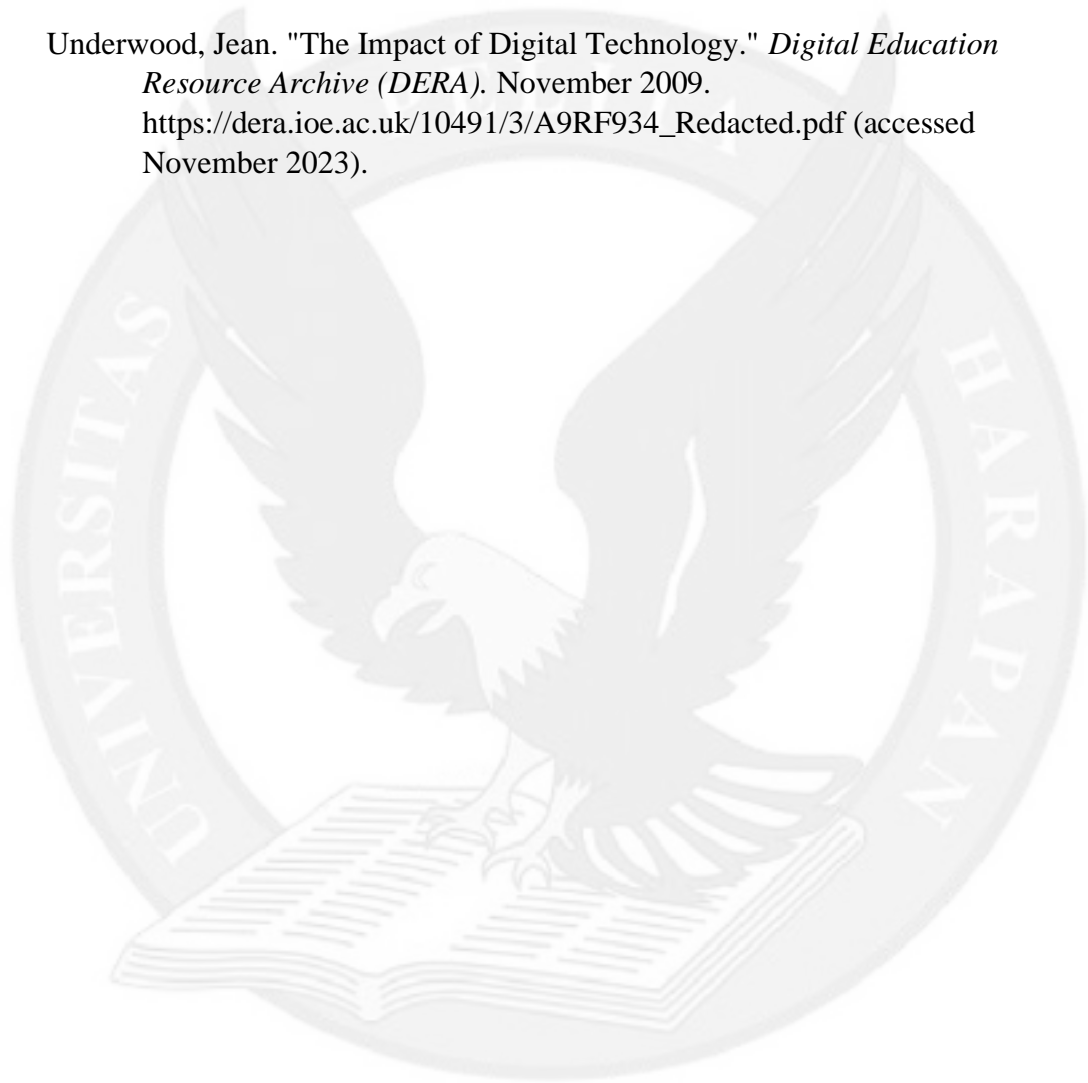 Underwood, Jean. "The Impact of Digital Technology." Digital Education
Resource Archive (DERA). November 2009.
https://dera.ioe.ac.uk/10491/3/A9RF934_Redacted.pdf (accessed
November 2023).
UNIVERSITAS
PELITA
HARAPAN